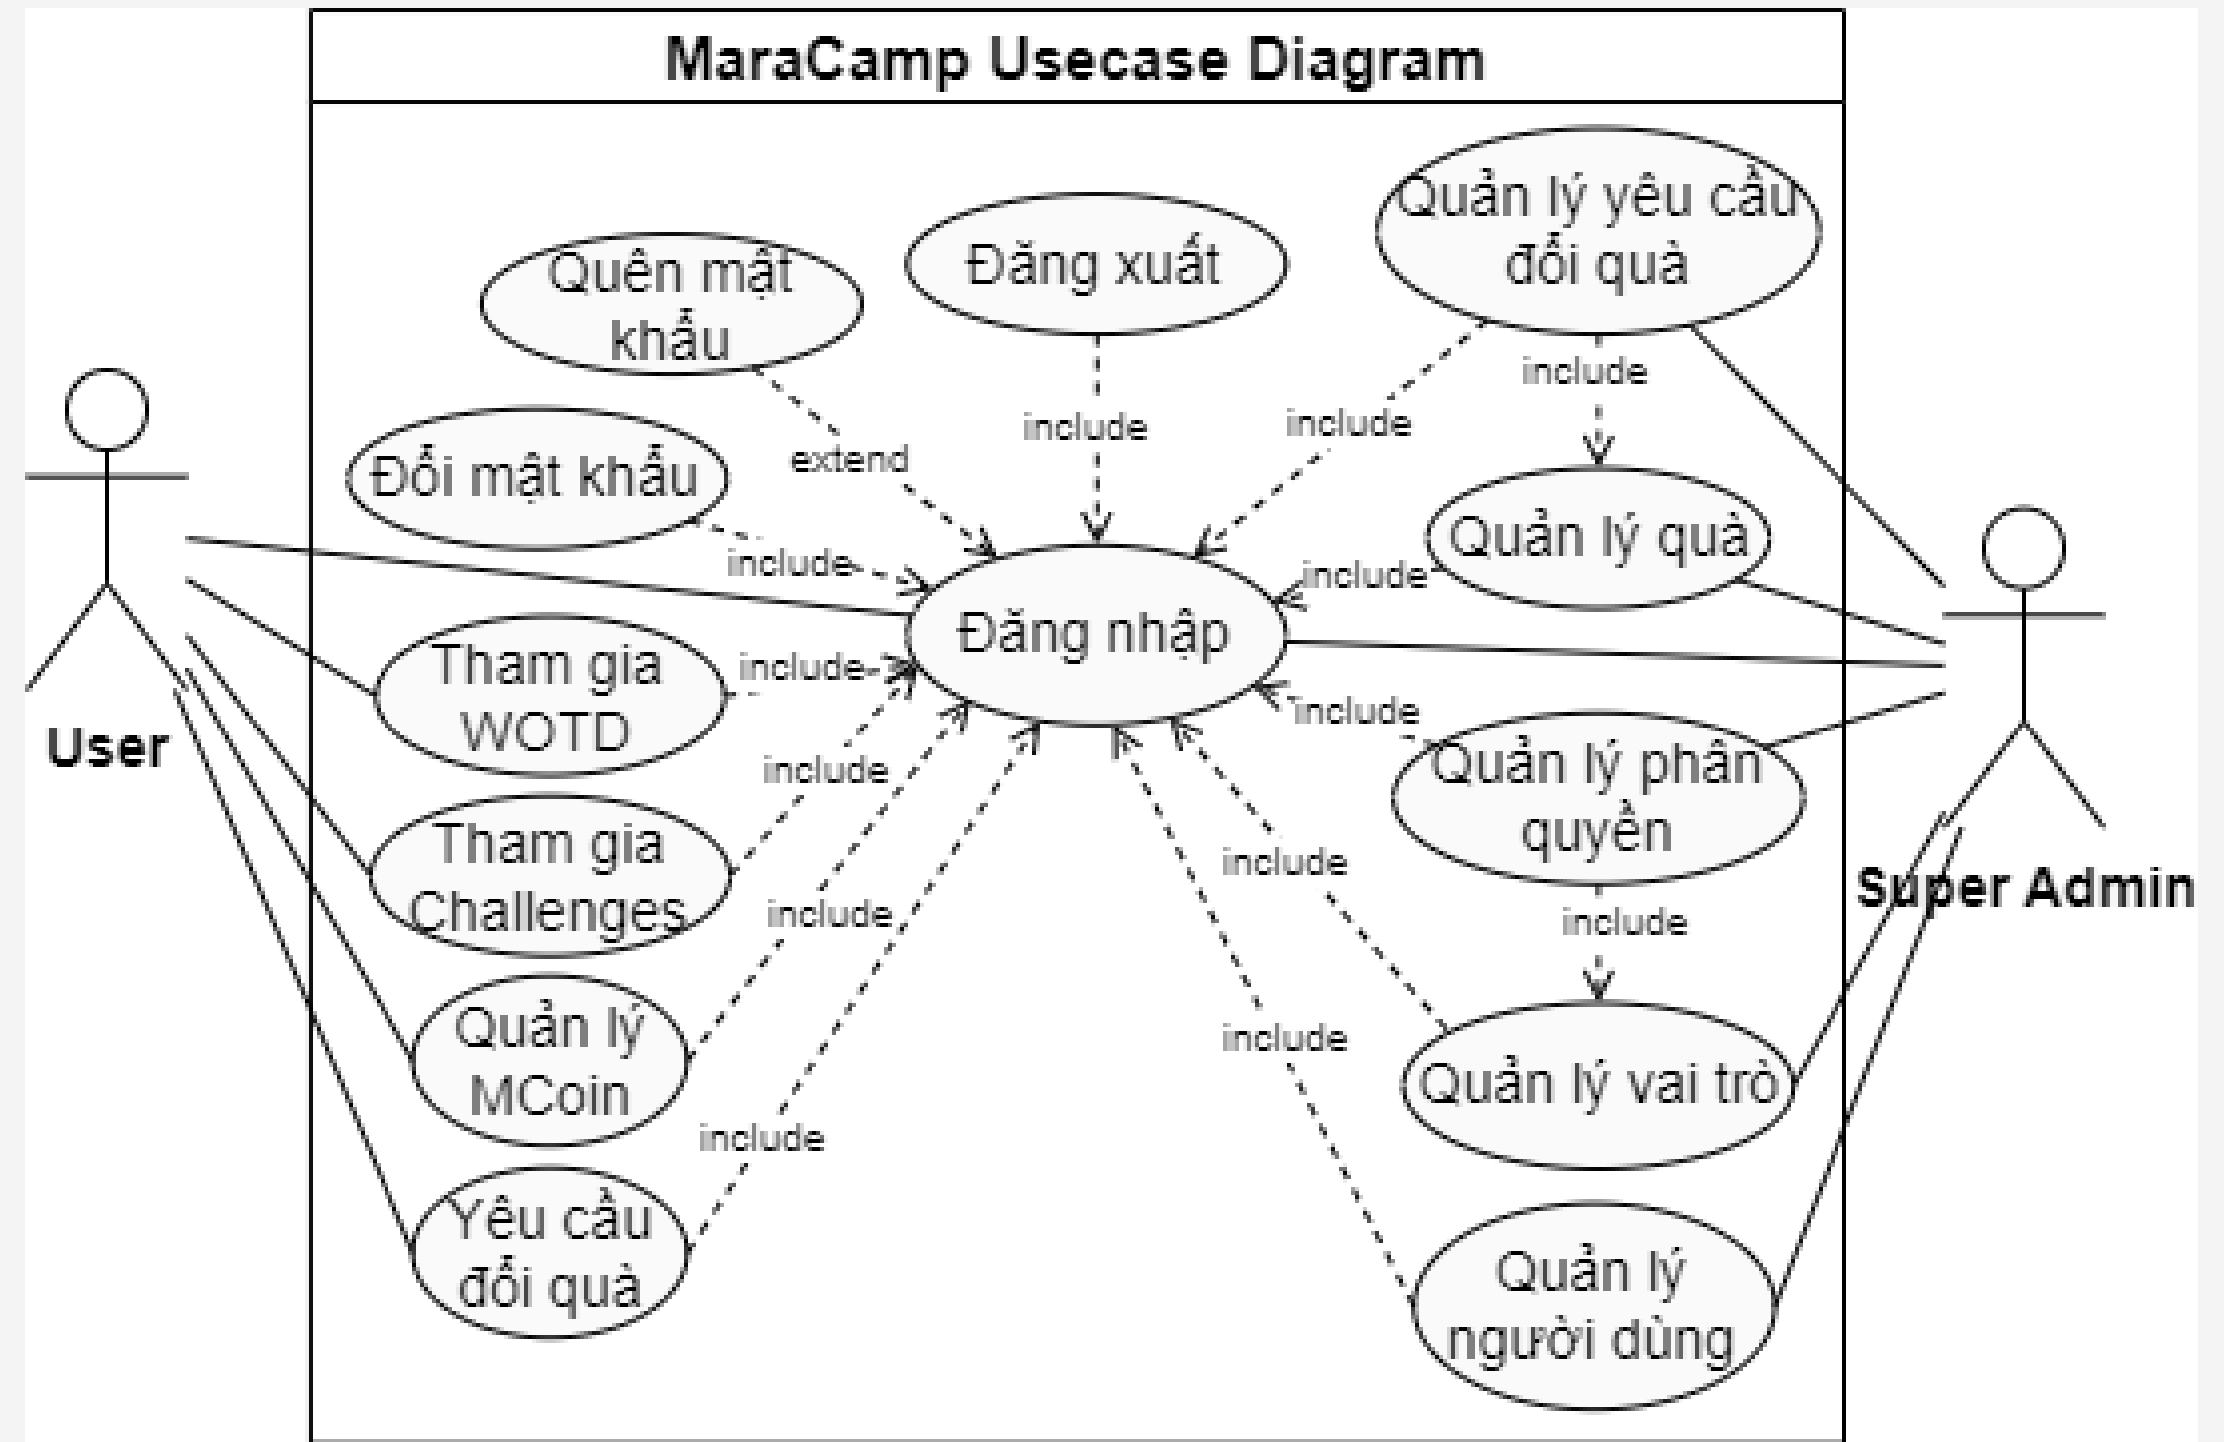 MaraCamp Usecase Diagram
Quản lý yêu cầu
đổi quà
Đăng xuất
Quên mật
khẩu
include
include
include
extend
Đổi mật khẩu
Quản lý quà
include
include
Đăng nhập
Tham gia
WOTD
include
include
User
Quản lý phân
quyền
include
Tham gia
Challenges
include
Super Admin
include
include
Quản lý
MCoin
include
Quản lý vai trò
include
Yêu cầu
đổi quà
Quản lý
người dùng